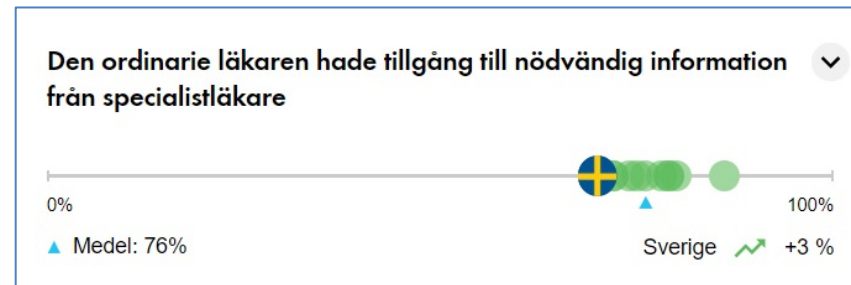 Den ordinarie läkaren hade tillgång till nödvändig information
från specialistläkare
0%
100%
Medel: 76%
Sverige +3 %